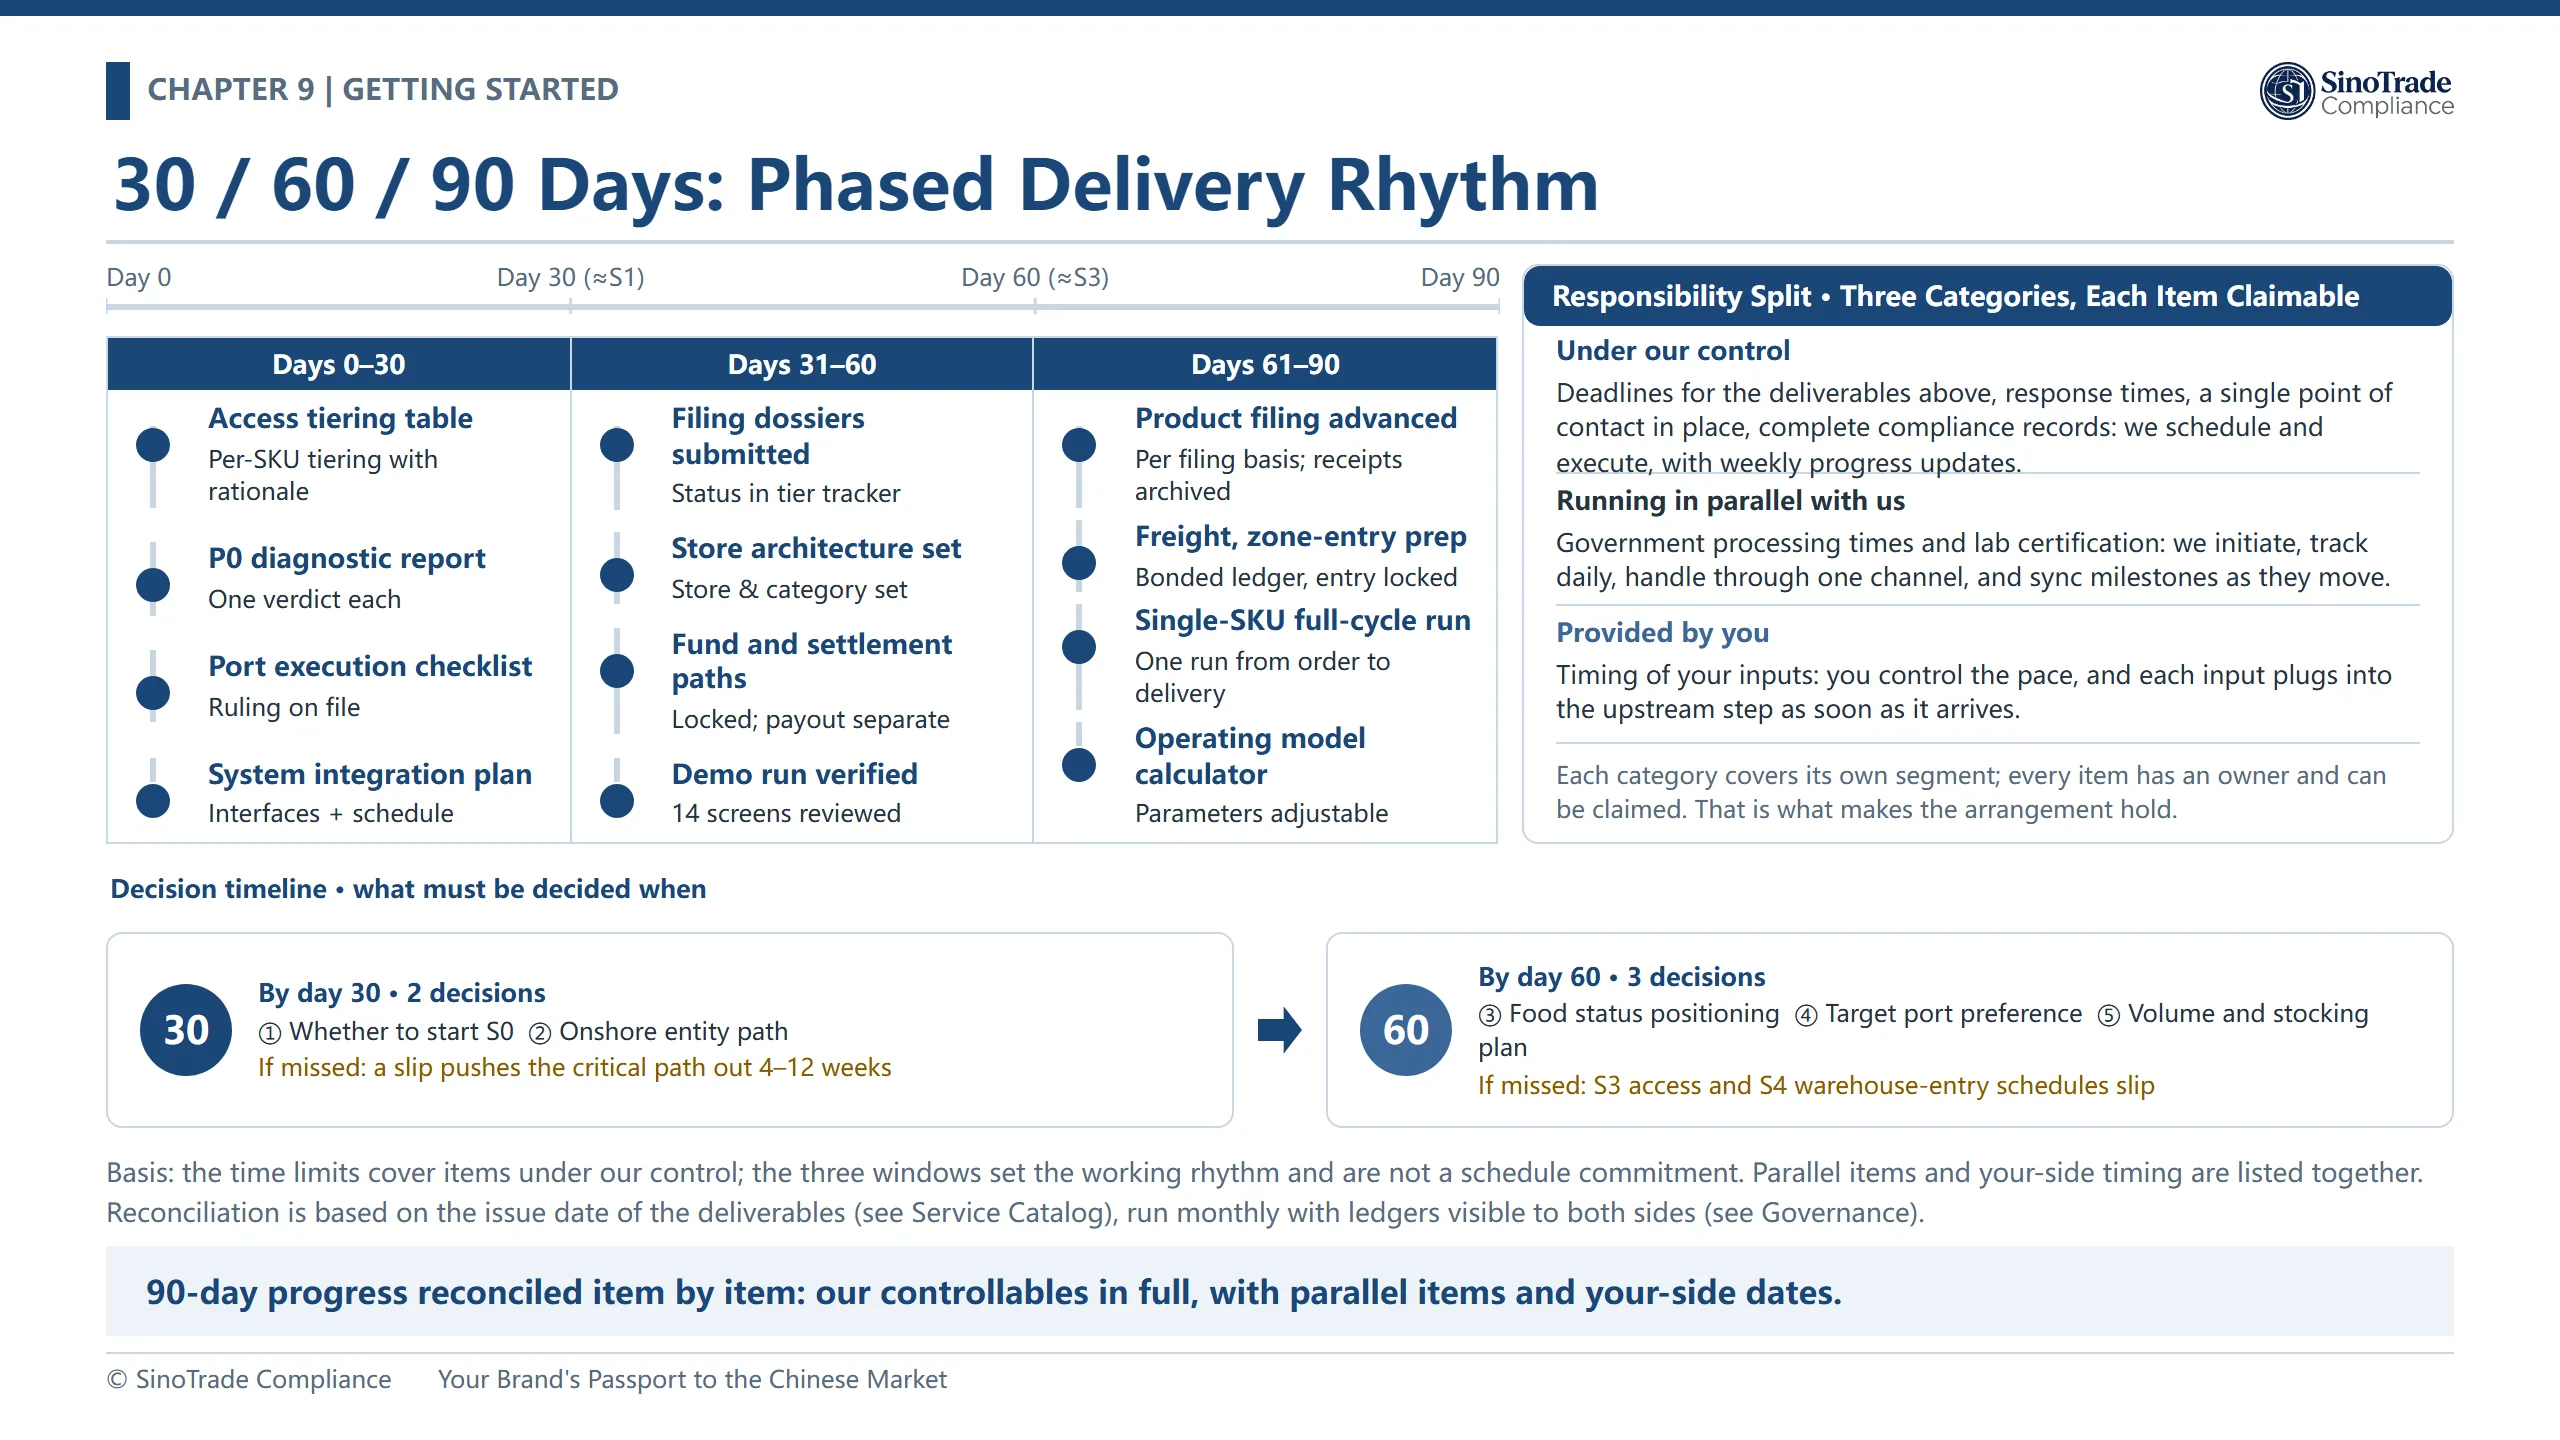 CHAPTER 9 | GETTING STARTED
SinoTrade
Compliance
30 / 60 / 90 Days: Phased Delivery Rhythm
Day 0
Day 30 (≈S1)
Day 60 (≈S3)
Day 90
Days 0–30
Access tiering table
Per-SKU tiering with
rationale
P0 diagnostic report
One verdict each
Port execution checklist
Ruling on file
System integration plan
Interfaces + schedule
Days 31–60
Filing dossiers
submitted
Status in tier tracker
Store architecture set
Store & category set
Fund and settlement
paths
Locked; payout separate
Demo run verified
14 screens reviewed
Days 61–90
Product filing advanced
Per filing basis; receipts
archived
Freight, zone-entry prep
Bonded ledger, entry locked
Single-SKU full-cycle run
One run from order to
delivery
Operating model
calculator
Parameters adjustable
Responsibility Split • Three Categories, Each Item Claimable
Under our control
Deadlines for the deliverables above, response times, a single point of
contact in place, complete compliance records: we schedule and
execute, with weekly progress updates.
Running in parallel with us
Government processing times and lab certification: we initiate, track
daily, handle through one channel, and sync milestones as they move.
Provided by you
Timing of your inputs: you control the pace, and each input plugs into
the upstream step as soon as it arrives.
Each category covers its own segment; every item has an owner and can
be claimed. That is what makes the arrangement hold.
Decision timeline • what must be decided when
30
By day 30 • 2 decisions
① Whether to start S0 ② Onshore entity path
If missed: a slip pushes the critical path out 4–12 weeks
60
By day 60 • 3 decisions
③ Food status positioning ④ Target port preference ⑤ Volume and stocking
plan
If missed: S3 access and S4 warehouse-entry schedules slip
Basis: the time limits cover items under our control; the three windows set the working rhythm and are not a schedule commitment. Parallel items and your-side timing are listed together.
Reconciliation is based on the issue date of the deliverables (see Service Catalog), run monthly with ledgers visible to both sides (see Governance).
90-day progress reconciled item by item: our controllables in full, with parallel items and your-side dates.
© SinoTrade Compliance Your Brand's Passport to the Chinese Market